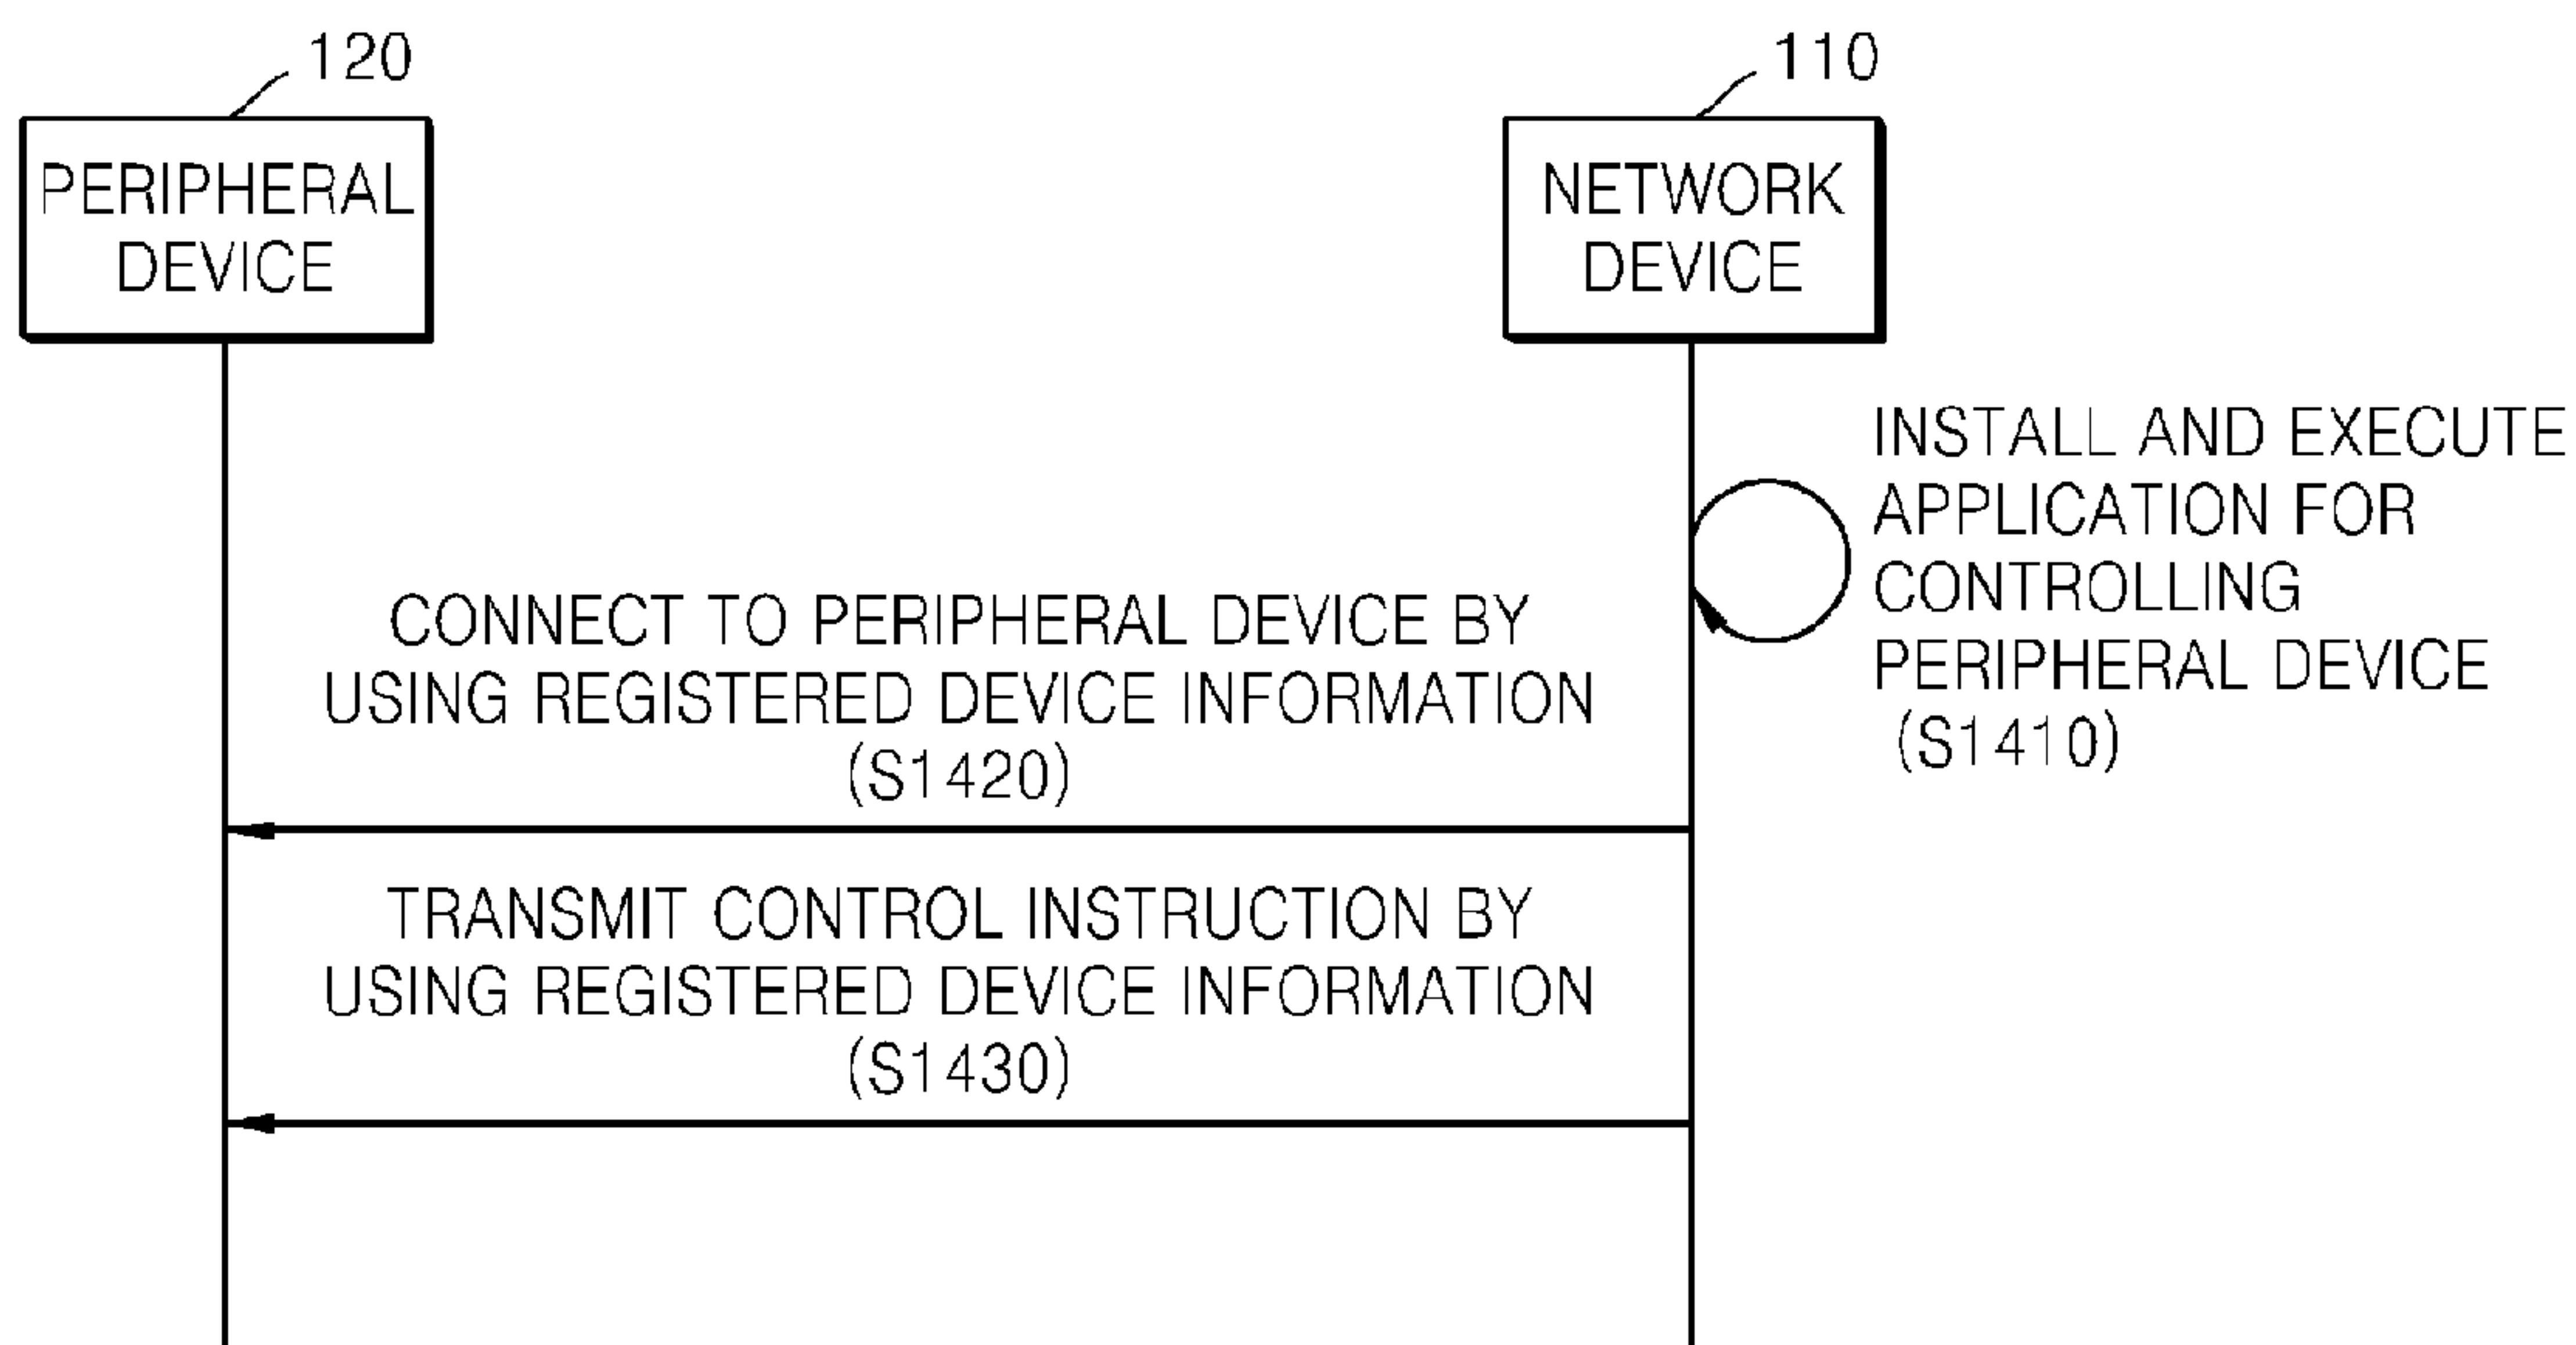 120
110
PERIPHERAL
DEVICE
NETWORK
DEVICE
INSTALL AND EXECUTE
APPLICATION FOR
CONTROLLING
PERIPHERAL DEVICE
(S1410)
CONNECT TO PERIPHERAL DEVICE BY
USING REGISTERED DEVICE INFORMATION
(S1420)
TRANSMIT CONTROL INSTRUCTION BY
USING REGISTERED DEVICE INFORMATION
(S1430)